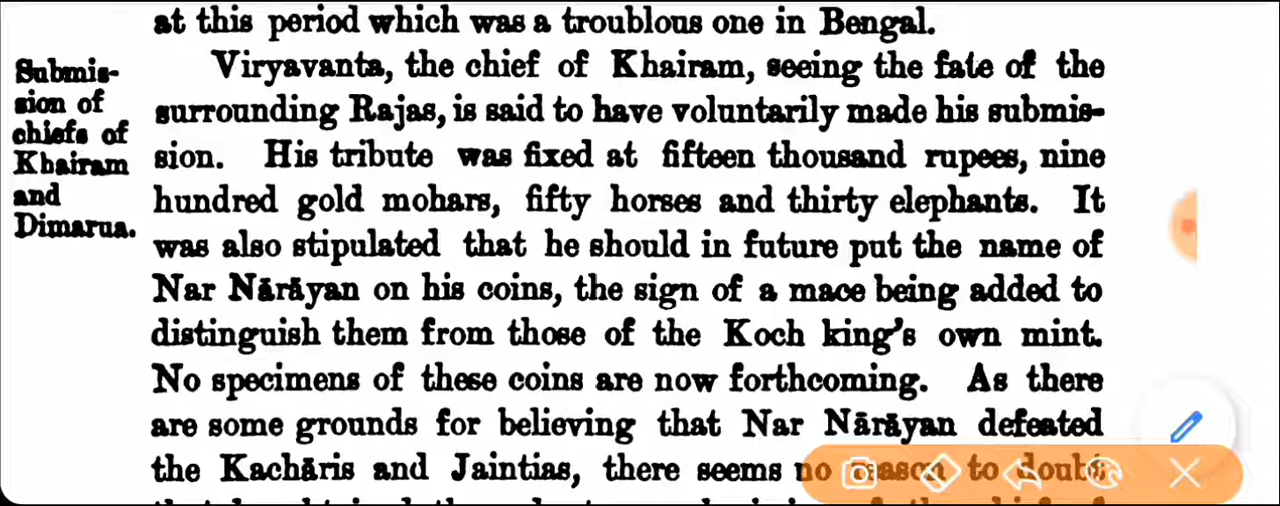 at this period which was a troublous one in Bengal.
Submis-
sion of
chiefs of
Khairam
and
Dimarua.
Viryavanta, the chief of Khairam, seeing the fate of the
surrounding Rajas, is said to have voluntarily made his submis-
sion. His tribute was fixed at fifteen thousand rupees, nine
hundred gold mohars, fifty horses and thirty elephants. It
was also stipulated that he should in future put the name of
Nar Nārāyan on his coins, the sign of a mace being added to
distinguish them from those of the Koch king's own mint.
No specimens of these coins are now forthcoming. As there
are some grounds for believing that Nar Nārāyan defeated
the Kachāris and Jaintias, there seems no reason to doubt